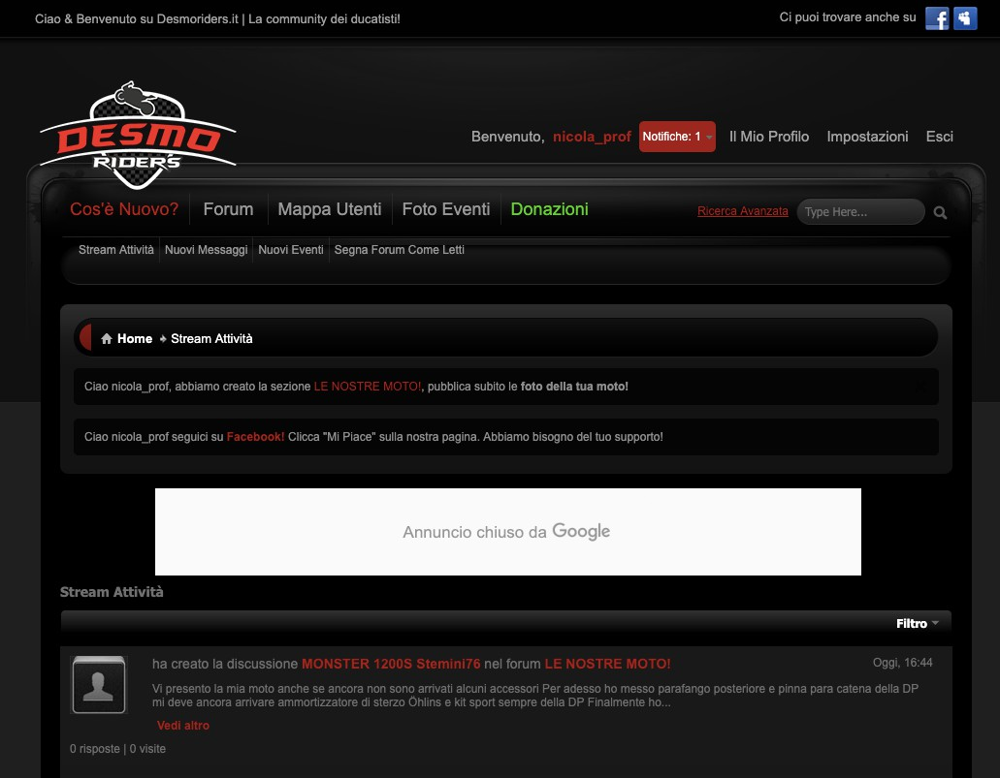 Ciao & Benvenuto su Desmoriders.it | La community dei ducatisti!
Ci puoi trovare anche su
DESMO
RIDERS
Benvenuto, nicola_prof Notifiche: 1 Il Mio Profilo Impostazioni Esci
Cos'è Nuovo? Forum Mappa Utenti Foto Eventi Donazioni Ricerca Avanzata Type Here...
Stream Attività Nuovi Messaggi Nuovi Eventi Segna Forum Come Letti
Home Stream Attività
Ciao nicola_prof, abbiamo creato la sezione LE NOSTRE MOTO!, pubblica subito le foto della tua moto!
Ciao nicola_prof seguici su Facebook! Clicca "Mi Piace" sulla nostra pagina. Abbiamo bisogno del tuo supporto!
Annuncio chiuso da Google
Stream Attività
Filtro
ha creato la discussione MONSTER 1200S Stemini76 nel forum LE NOSTRE MOTO! Oggi, 16:44
Vi presento la mia moto anche se ancora non sono arrivati alcuni accessori Per adesso ho messo parafango posteriore e pinna para catena della DP
mi deve ancora arrivare ammortizzatore di sterzo Öhlins e kit sport sempre della DP Finalmente ho...
Vedi altro
0 risposte | 0 visite